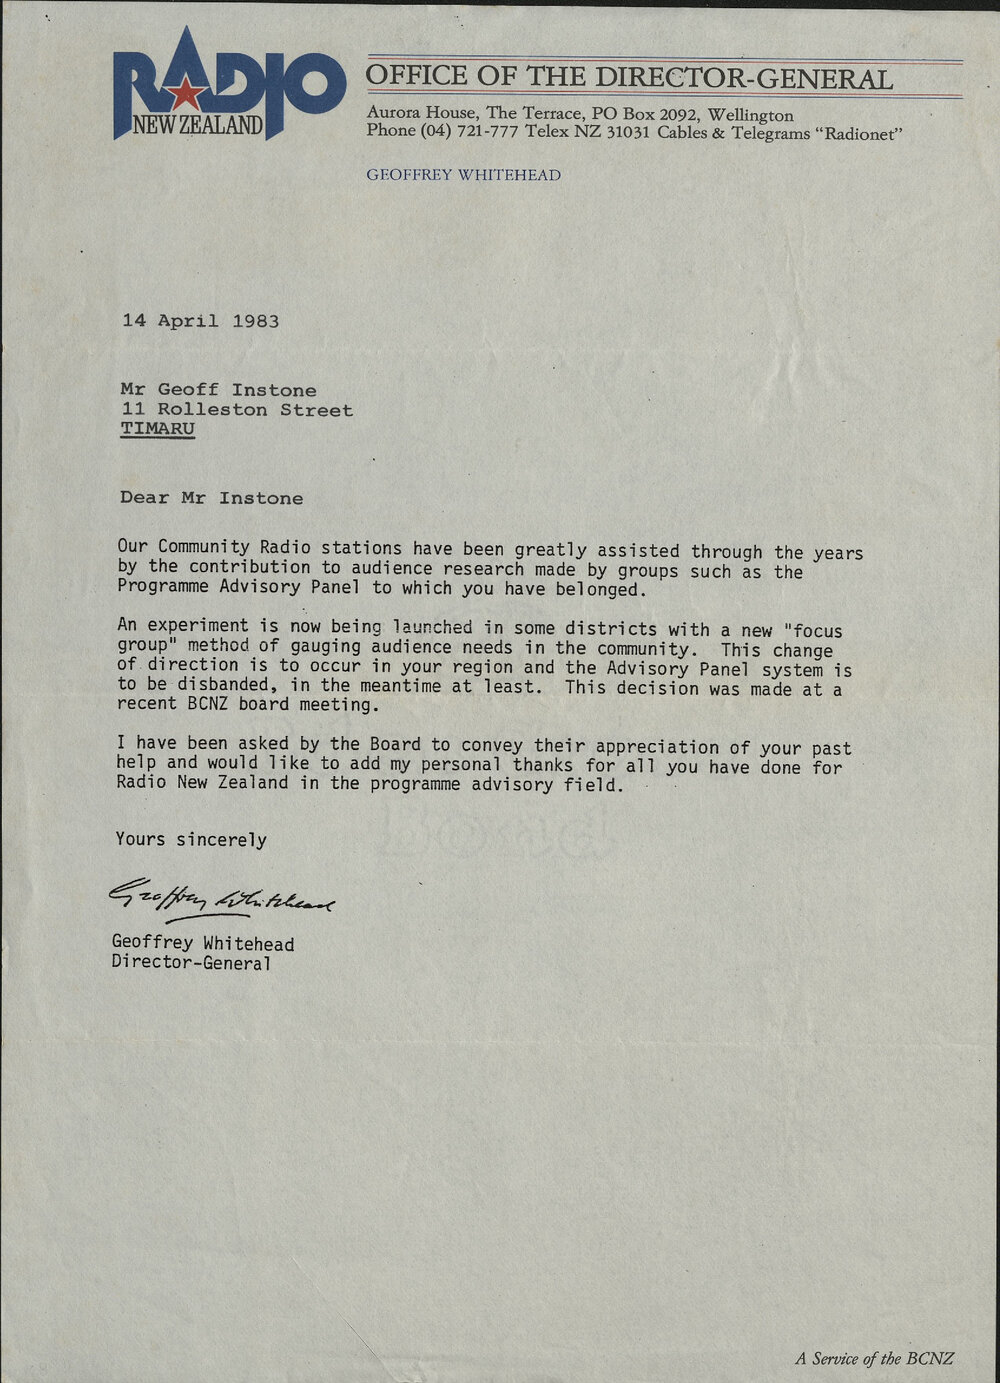 RADIO
NEW ZEALAND
OFFICE OF THE DIRECTOR-GENERAL
Aurora House, The Terrace, PO Box 2092, Wellington
Phone (04) 721-777 Telex NZ 31031 Cables & Telegrams “Radionet”
GEOFFREY WHITEHEAD
14 April 1983
Mr Geoff Instone
11 Rolleston Street
TIMARU
Dear Mr Instone
Our Community Radio stations have been greatly assisted through the years
by the contribution to audience research made by groups such as the
Programme Advisory Panel to which you have belonged.
An experiment is now being launched in some districts with a new "focus
group" method of gauging audience needs in the community.  This change
of direction is to occur in your region and the Advisory Panel system is
to be disbanded, in the meantime at least.  This decision was made at a
recent BCNZ board meeting.
I have been asked by the Board to convey their appreciation of your past
help and would like to add my personal thanks for all you have done for
Radio New Zealand in the programme advisory field.
Yours sincerely
Geoffrey Whitehead
Geoffrey Whitehead
Director-General
A Service of the BCNZ